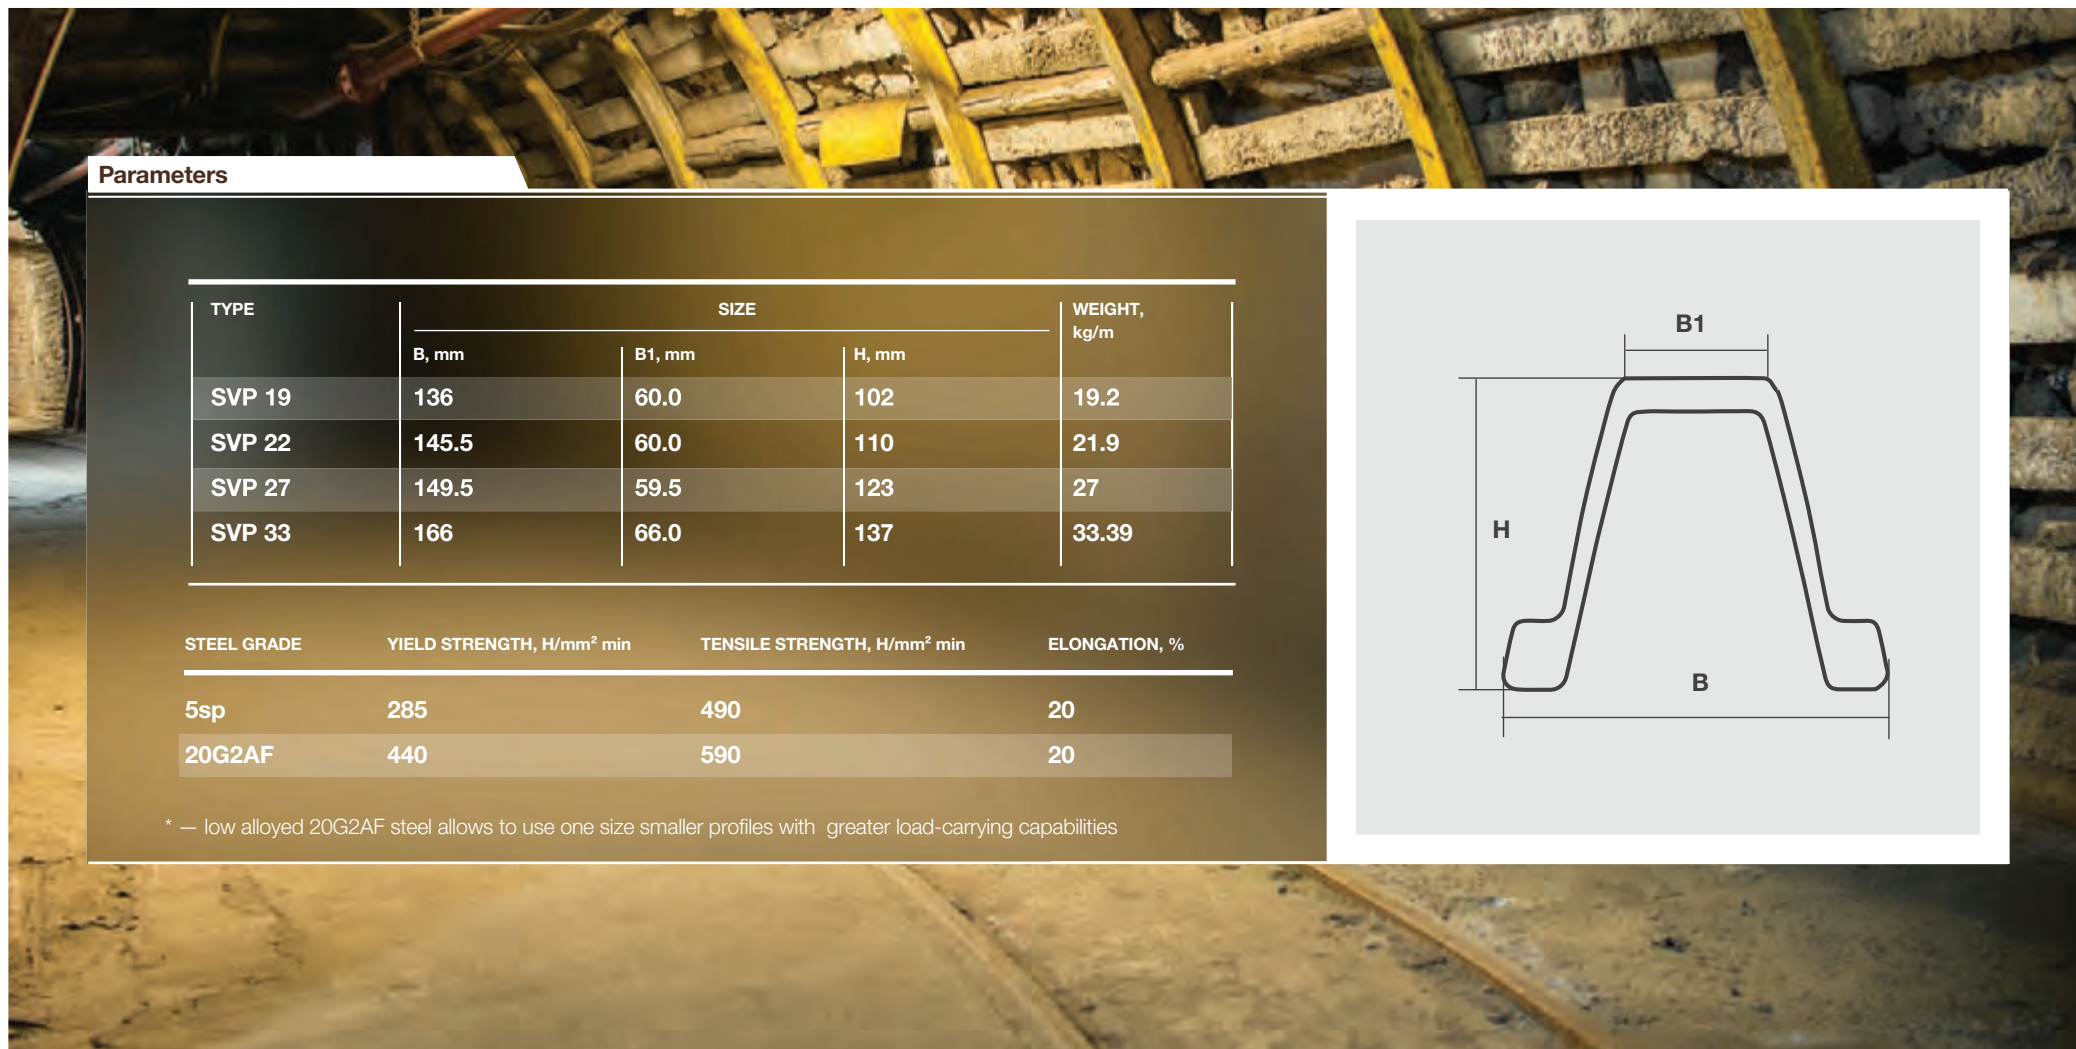 Parameters
TYPE SIZE WEIGHT,
kg/m
B, mm B1, mm H, mm
SVP 19 136 60.0 102 19.2
SVP 22 145.5 60.0 110 21.9
SVP 27 149.5 59.5 123 27
SVP 33 166 66.0 137 33.39
STEEL GRADE YIELD STRENGTH, H/mm² min TENSILE STRENGTH, H/mm² min ELONGATION, %
5sp 285 490 20
20G2AF 440 590 20
* — low alloyed 20G2AF steel allows to use one size smaller profiles with greater load-carrying capabilities
B1
H
B